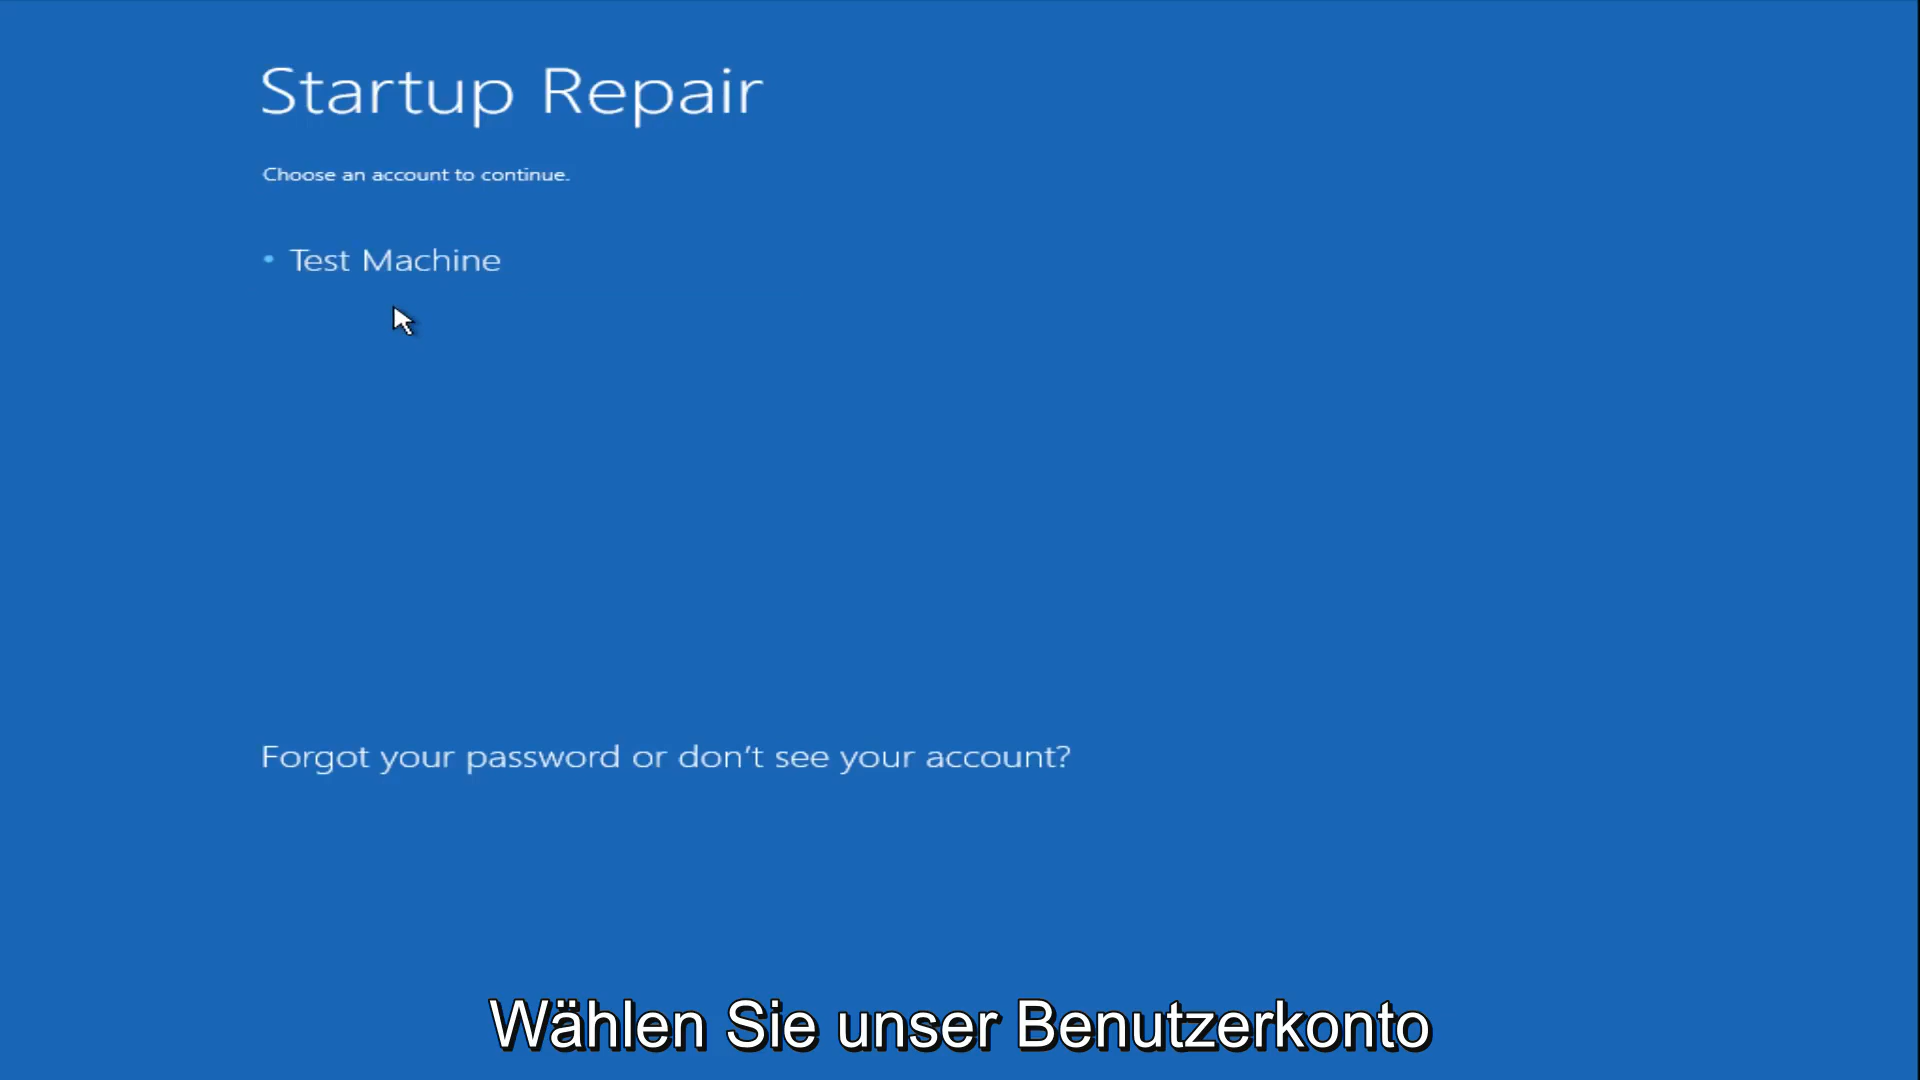 Startup Repair
Choose an account to continue.
• Test Machine
Forgot your password or don't see your account?
Wählen Sie unser Benutzerkonto